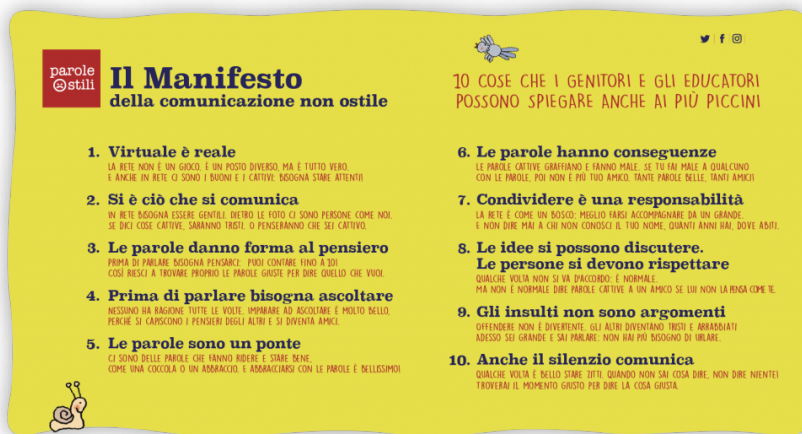 parole
ostili
Il Manifesto
della comunicazione non ostile
10 COSE CHE I GENITORI E GLI EDUCATORI
POSSONO SPIEGARE ANCHE AI PIÙ PICCINI
1. Virtuale è reale
LA RETE NON È UN GIOCO. È UN POSTO DIVERSO, MA È TUTTO VERO.
E ANCHE IN RETE CI SONO I BUONI E I CATTIVI: BISOGNA STARE ATTENTI!
2. Si è ciò che si comunica
IN RETE BISOGNA ESSERE GENTILI. DIETRO LE FOTO CI SONO PERSONE COME NOI.
SE DICI COSE CATTIVE, SARANNO TRISTI. O PENSERANNO CHE SEI CATTIVO.
3. Le parole danno forma al pensiero
PRIMA DI PARLARE BISOGNA PENSARCI: PUOI CONTARE FINO A 10!
COSÌ RIESCI A TROVARE PROPRIO LE PAROLE GIUSTE PER DIRE QUELLO CHE VUOI.
4. Prima di parlare bisogna ascoltare
NESSUNO HA RAGIONE TUTTE LE VOLTE. IMPARARE AD ASCOLTARE È MOLTO BELLO,
PERCHÉ SI CAPISCONO I PENSIERI DEGLI ALTRI E SI DIVENTA AMICI.
5. Le parole sono un ponte
CI SONO DELLE PAROLE CHE FANNO RIDERE E STARE BENE,
COME UNA COCCOLA O UN ABBRACCIO. E ABBRACCIARSI CON LE PAROLE È BELLISSIMO!
6. Le parole hanno conseguenze
LE PAROLE CATTIVE GRAFFIANO E FANNO MALE. SE TU FAI MALE A QUALCUNO
CON LE PAROLE, POI NON È PIÙ TUO AMICO. TANTE PAROLE BELLE, TANTI AMICI!
7. Condividere è una responsabilità
LA RETE È COME UN BOSCO: MEGLIO FARSI ACCOMPAGNARE DA UN GRANDE.
E NON DIRE MAI A CHI NON CONOSCI IL TUO NOME, QUANTI ANNI HAI, DOVE ABITI.
8. Le idee si possono discutere.
Le persone si devono rispettare
QUALCHE VOLTA NON SI VA D'ACCORDO: È NORMALE.
MA NON È NORMALE DIRE PAROLE CATTIVE A UN AMICO SE LUI NON LA PENSA COME TE.
9. Gli insulti non sono argomenti
OFFENDERE NON È DIVERTENTE. GLI ALTRI DIVENTANO TRISTI E ARRABBIATI
ADESSO SEI GRANDE E SAI PARLARE: NON HAI PIÙ BISOGNO DI URLARE.
10. Anche il silenzio comunica
QUALCHE VOLTA È BELLO STARE ZITTI. QUANDO NON SAI COSA DIRE, NON DIRE NIENTE!
TROVERAI IL MOMENTO GIUSTO PER DIRE LA COSA GIUSTA.